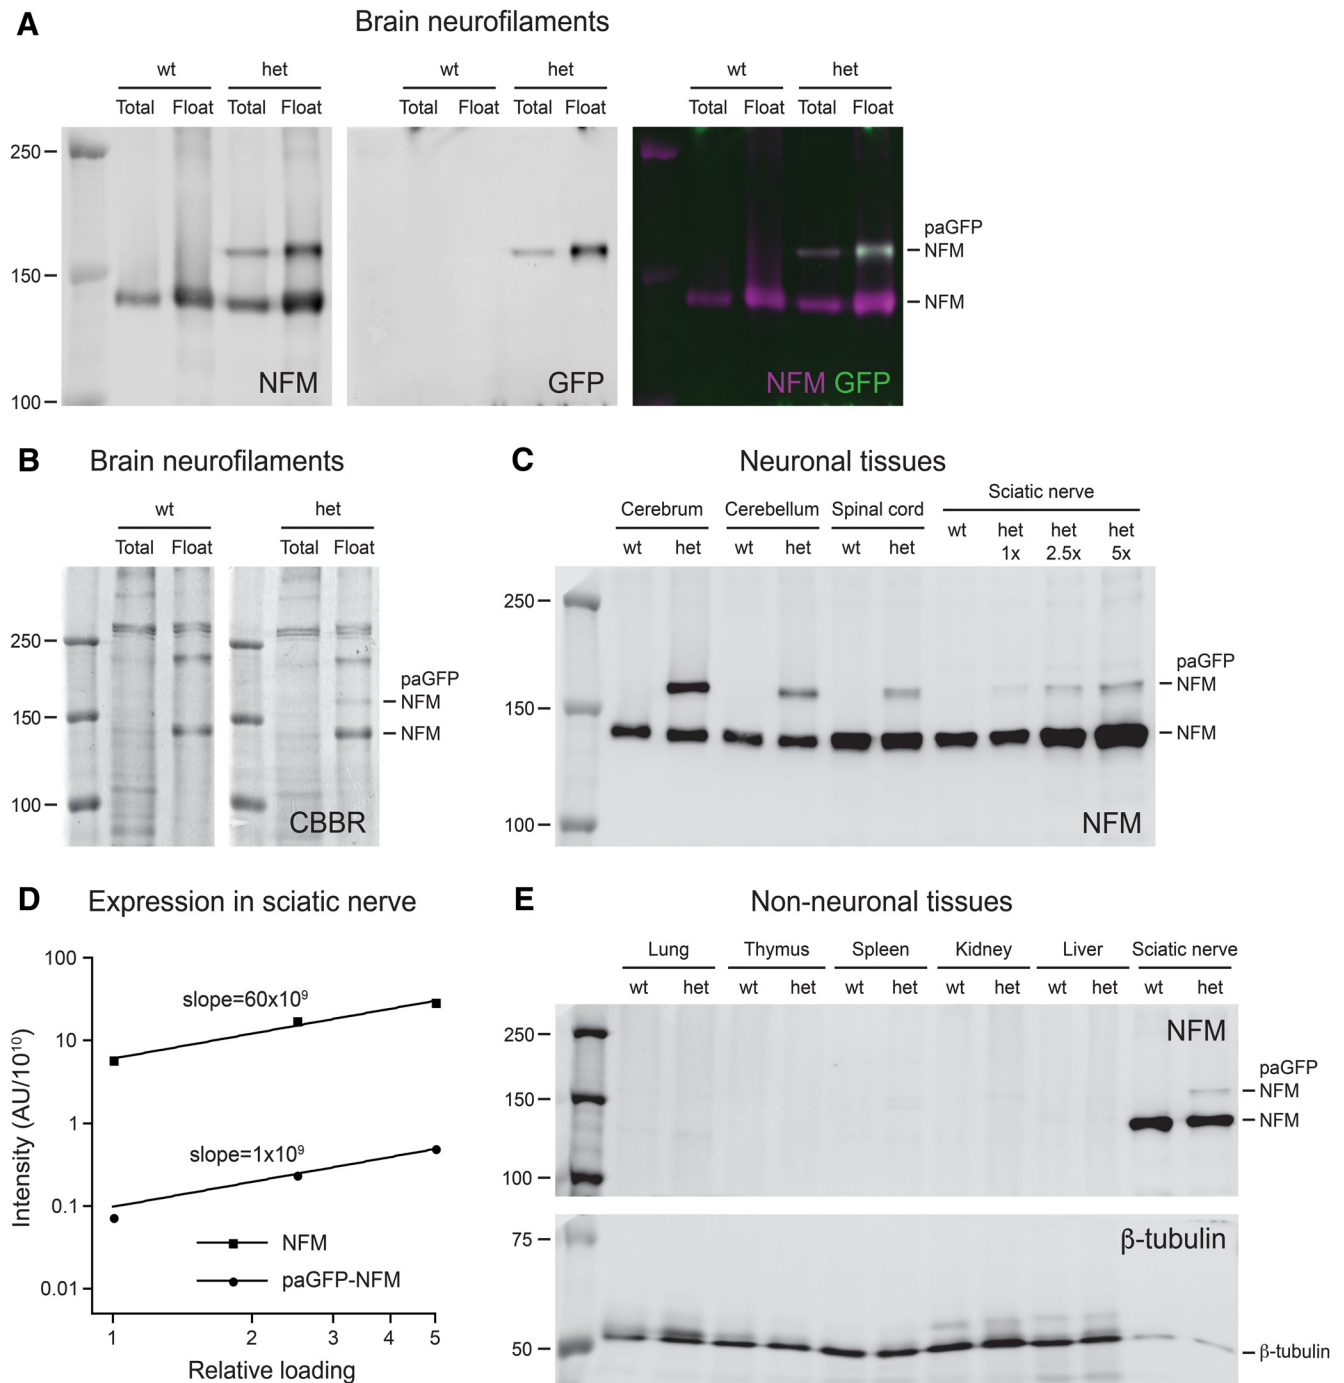 A Brain neurofilaments
wt het wt het wt het
Total Float Total Float Total Float Total Float Total Float Total Float
250
150
100
NFM
GFP
NFM GFP
paGFP
NFM
NFM
B Brain neurofilaments
wt het
Total Float Total Float
250
150
100
paGFP
NFM
NFM
CBBR
C Neuronal tissues
Cerebrum Cerebellum Spinal cord Sciatic nerve
wt het wt het wt het wt het 1x het 2.5x het 5x
250
150
100
paGFP
NFM
NFM
NFM
D Expression in sciatic nerve
Intensity (AU/10¹⁰)
100
10
1
0.1
0.01
slope=60x10⁹
slope=1x10⁹
NFM
paGFP-NFM
1 2 3 4 5
Relative loading
E Non-neuronal tissues
Lung Thymus Spleen Kidney Liver Sciatic nerve
wt het wt het wt het wt het wt het wt het
250
150
100
NFM
paGFP
NFM
NFM
75
50
β-tubulin
β-tubulin